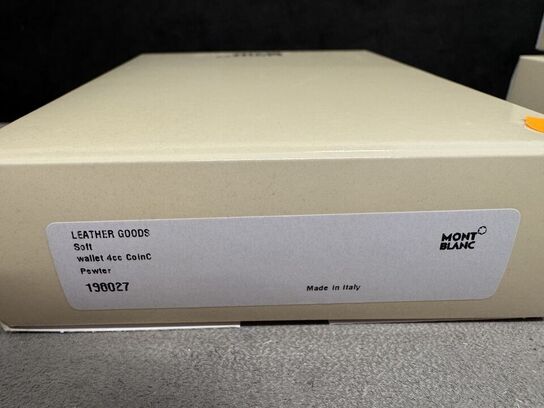 LEATHER GOODS
Soft
wallet 4cc CoinC
Pewter
198027
Made in Italy
MONT
BLANC